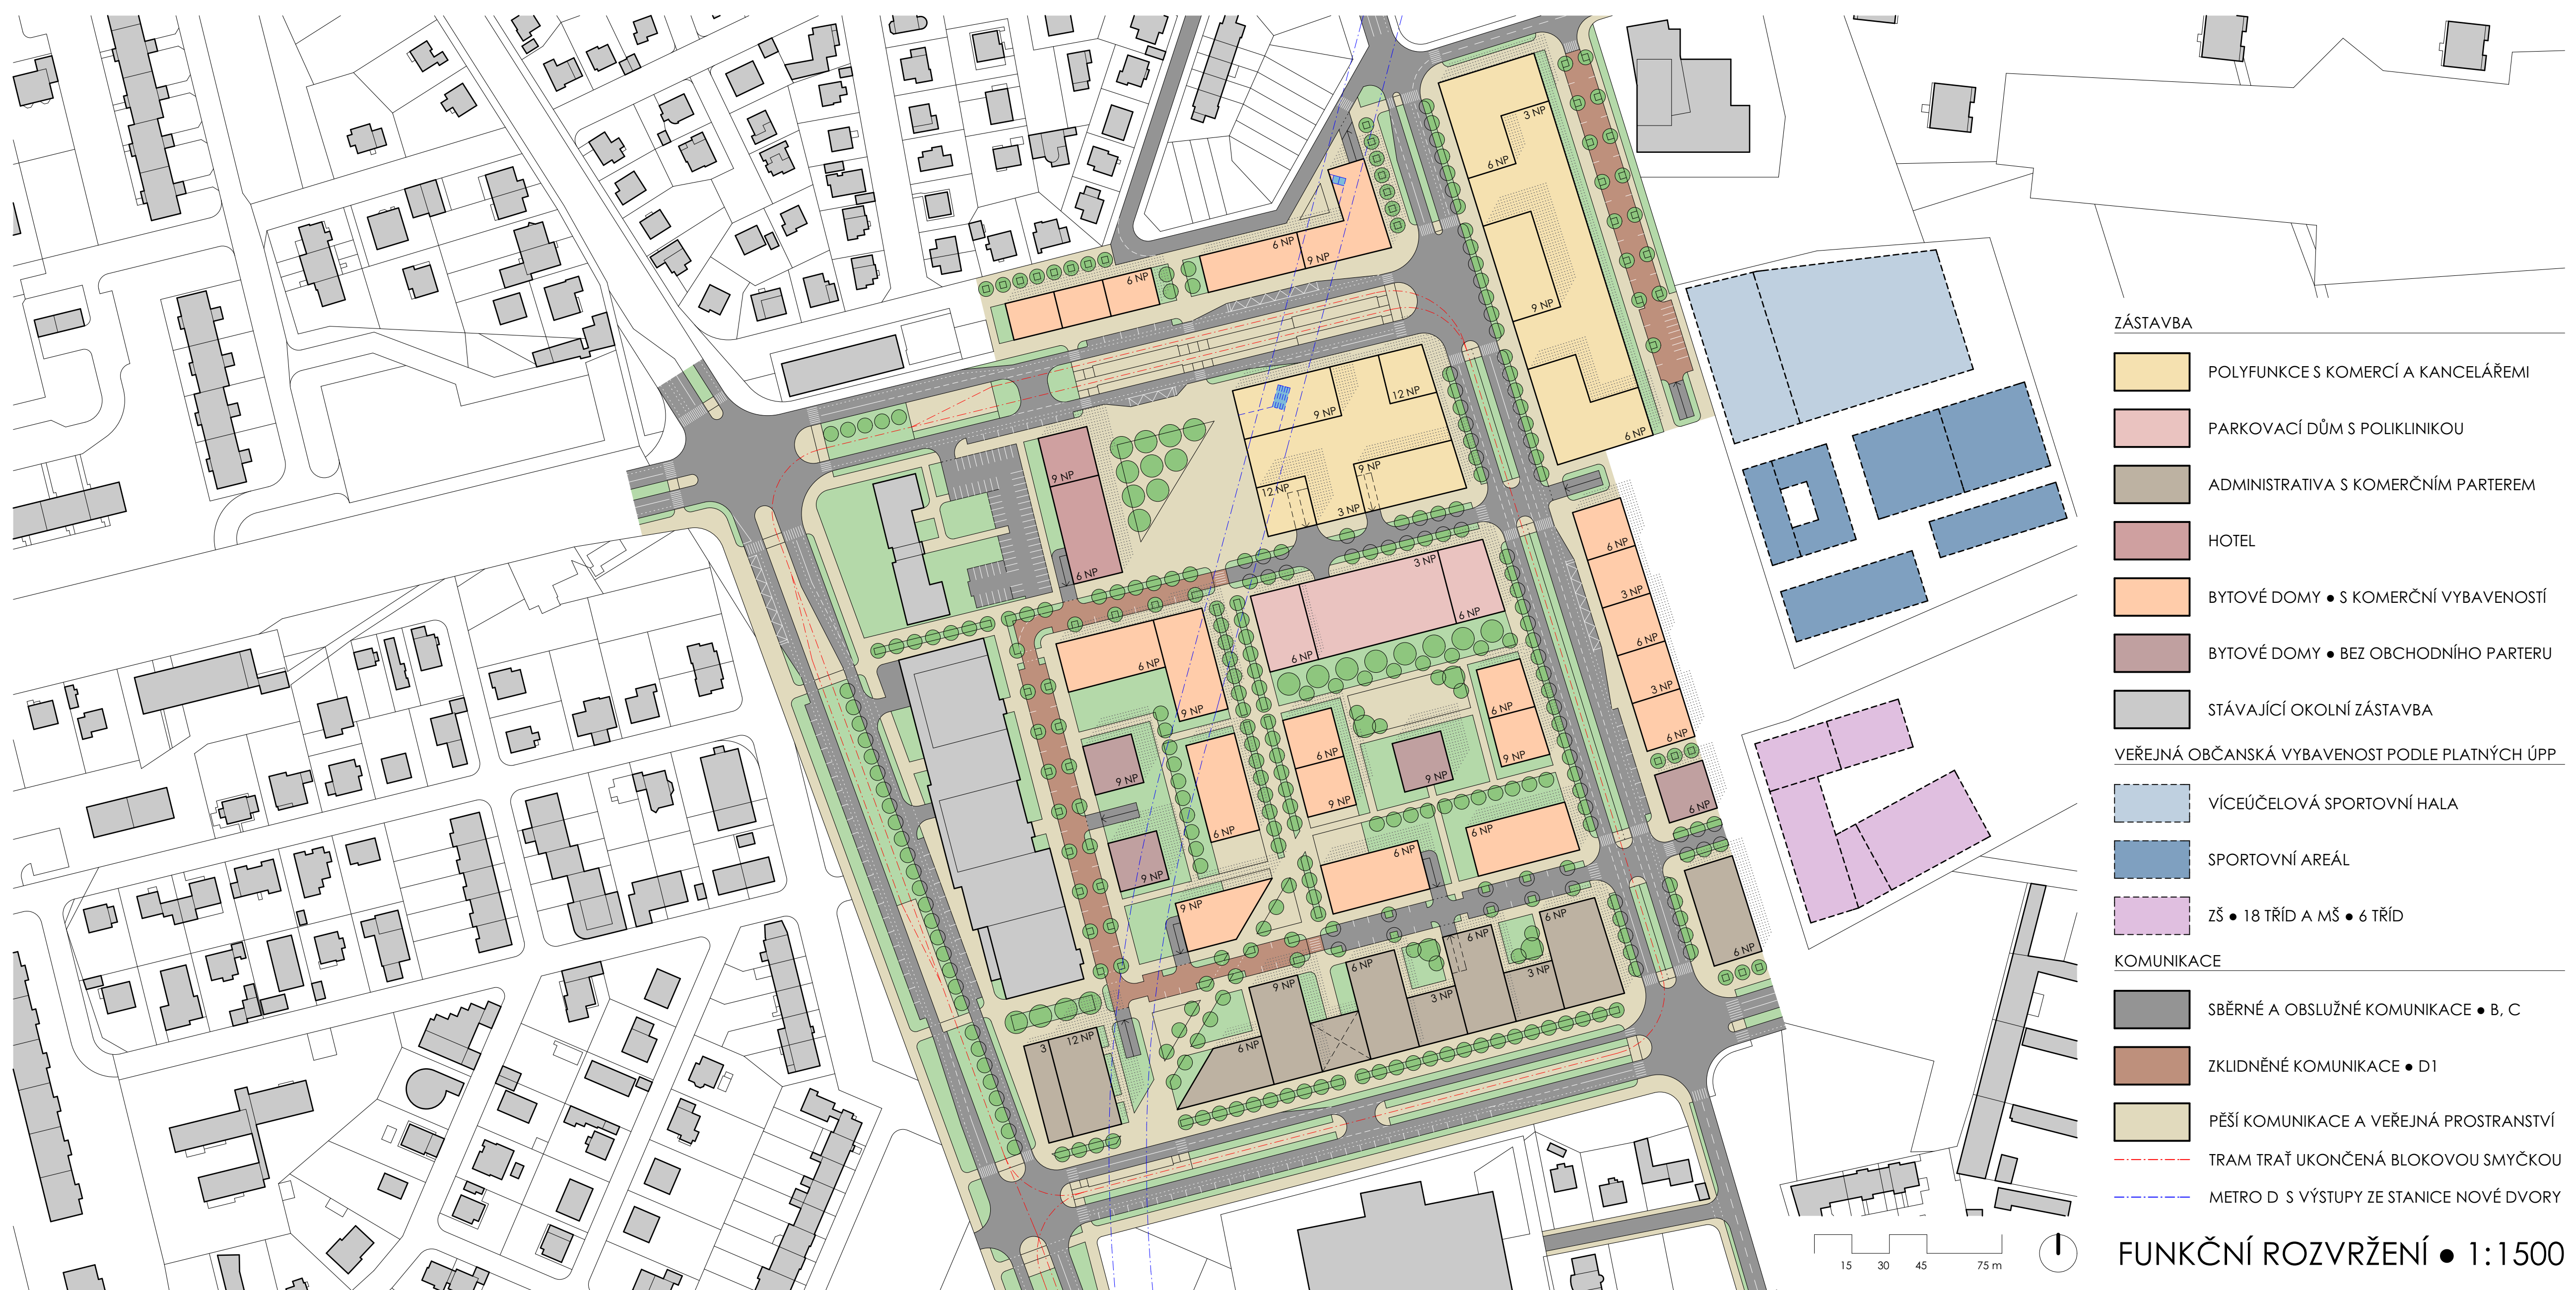 3 NP
6 NP
6 NP
9 NP
6 NP
9 NP
12 NP
9 NP
6 NP
9 NP
9 NP
12 NP
3 NP
6 NP
6 NP
3 NP
6 NP
6 NP
3 NP
6 NP
6 NP
9 NP
6 NP
3 NP
6 NP
6 NP
9 NP
6 NP
9 NP
9 NP
9 NP
6 NP
6 NP
6 NP
6 NP
9 NP
9 NP
6 NP
6 NP
6 NP
6 NP
3 NP
9 NP
3 NP
6 NP
3
12 NP
ZÁSTAVBA
POLYFUNKCE S KOMERCÍ A KANCELÁŘEMI
PARKOVACÍ DŮM S POLIKLINIKOU
ADMINISTRATIVA S KOMERČNÍM PARTEREM
HOTEL
BYTOVÉ DOMY ● S KOMERČNÍ VYBAVENOSTÍ
BYTOVÉ DOMY ● BEZ OBCHODNÍHO PARTERU
STÁVAJÍCÍ OKOLNÍ ZÁSTAVBA
VEŘEJNÁ OBČANSKÁ VYBAVENOST PODLE PLATNÝCH ÚPP
VÍCEÚČELOVÁ SPORTOVNÍ HALA
SPORTOVNÍ AREÁL
ZŠ ● 18 TŘÍD A MŠ ● 6 TŘÍD
KOMUNIKACE
SBĚRNÉ A OBSLUŽNÉ KOMUNIKACE ● B, C
ZKLIDNĚNÉ KOMUNIKACE ● D1
PĚŠÍ KOMUNIKACE A VEŘEJNÁ PROSTRANSTVÍ
TRAM TRAŤ UKONČENÁ BLOKOVOU SMYČKOU
METRO D S VÝSTUPY ZE STANICE NOVÉ DVORY
15 30 45 75 m
FUNKČNÍ ROZVRŽENÍ ● 1:1500